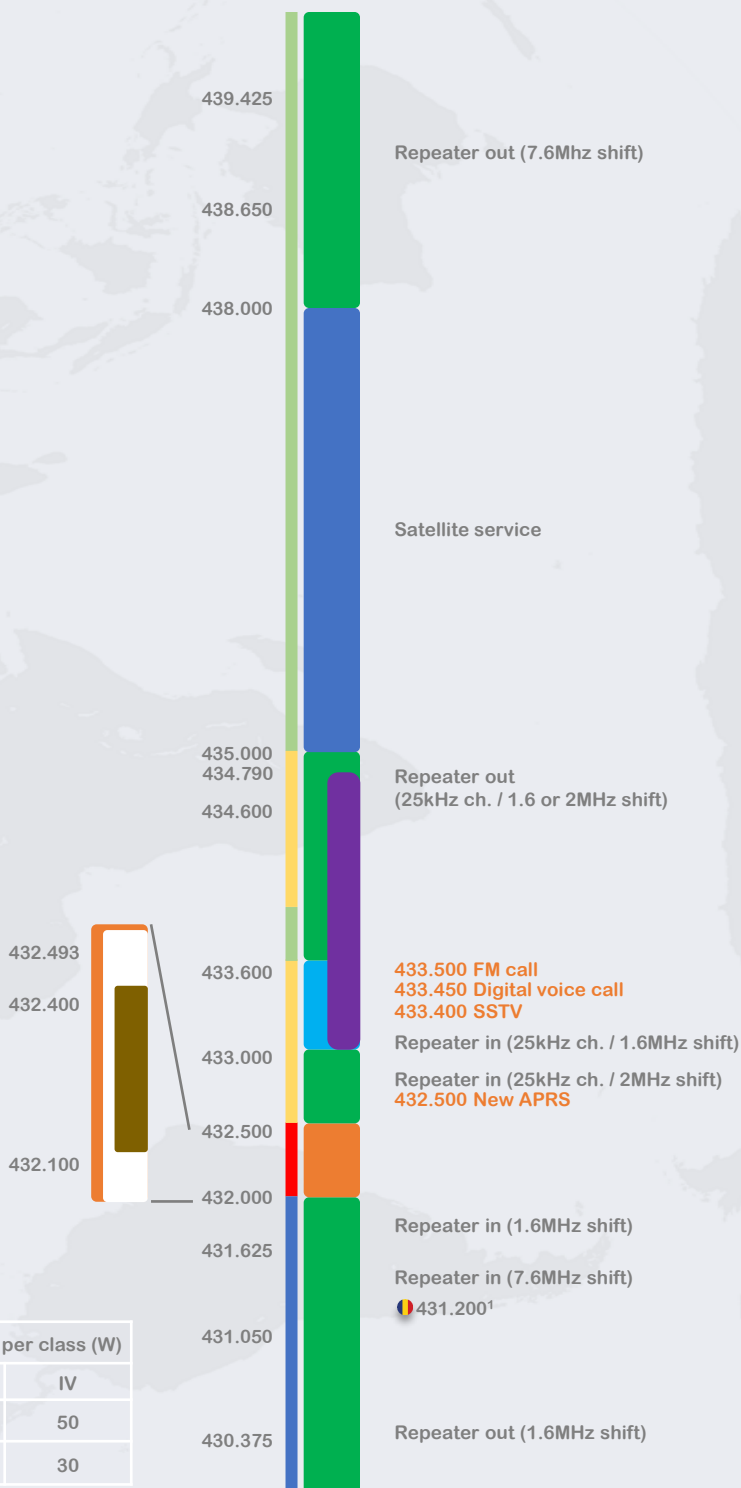 439.425
Repeater out (7.6Mhz shift)
438.650
438.000
Satellite service
435.000
434.790
Repeater out
(25kHz ch. / 1.6 or 2MHz shift)
434.600
432.493
433.600
433.500 FM call
433.450 Digital voice call
432.400
433.400 SSTV
Repeater in (25kHz ch. / 1.6MHz shift)
433.000
Repeater in (25kHz ch. / 2MHz shift)
432.500 New APRS
432.500
432.100
432.000
Repeater in (1.6MHz shift)
431.625
Repeater in (7.6MHz shift)
431.200¹
431.050
per class (W)
IV
50
30
Repeater out (1.6MHz shift)
430.375